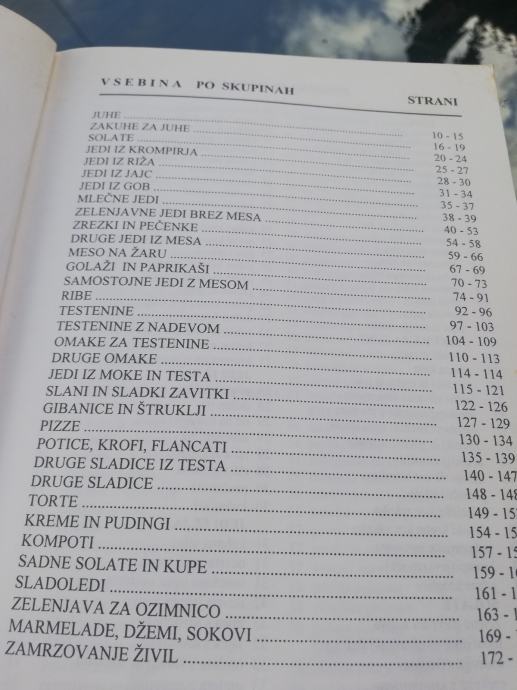 VSEBINA PO SKUPINAH
STRANI
JUHE ........ 10 - 15
ZAKUHE ZA JUHE ........ 16 - 19
SOLATE ........ 20 - 24
JEDI IZ KROMPIRJA ........ 25 - 27
JEDI IZ RIŽA ........ 28 - 30
JEDI IZ JAJC ........ 31 - 34
JEDI IZ GOB ........ 35 - 37
MLEČNE JEDI ........ 38 - 39
ZELENJAVNE JEDI BREZ MESA ........ 40 - 53
ZREZKI IN PEČENKE ........ 54 - 58
DRUGE JEDI IZ MESA ........ 59 - 66
MESO NA ŽARU ........ 67 - 69
GOLAŽI IN PAPRIKAŠI ........ 70 - 73
SAMOSTOJNE JEDI Z MESOM ........ 74 - 91
RIBE ........ 92 - 96
TESTENINE ........ 97 - 103
TESTENINE Z NADEVOM ........ 104 - 109
OMAKE ZA TESTENINE ........ 110 - 113
DRUGE OMAKE ........ 114 - 114
JEDI IZ MOKE IN TESTA ........ 115 - 121
SLANI IN SLADKI ZAVITKI ........ 122 - 126
GIBANICE IN ŠTRUKLJI ........ 127 - 129
PIZZE ........ 130 - 134
POTICE, KROFI, FLANCATI ........ 135 - 139
DRUGE SLADICE IZ TESTA ........ 140 - 147
DRUGE SLADICE ........ 148 - 148
TORTE ........ 149 - 15
KREME IN PUDINGI ........ 154 - 15
KOMPOTI ........ 157 - 15
SADNE SOLATE IN KUPE ........ 159 - 1
SLADOLEDI ........ 161 - 1
ZELENJAVA ZA OZIMNICO ........ 163 - 1
MARMELADE, DŽEMI, SOKOVI ........ 169 -
ZAMRZOVANJE ŽIVIL ........ 172 -